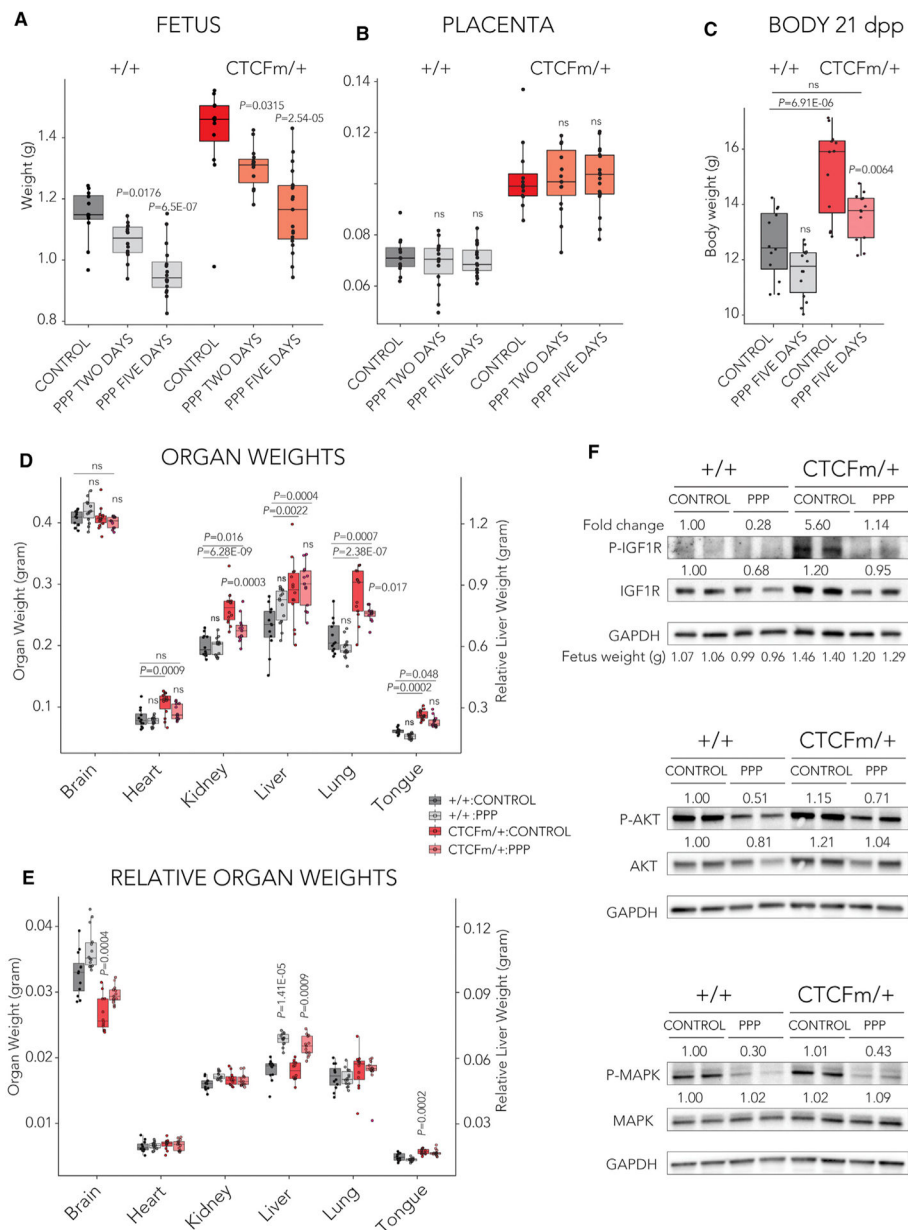 A
FETUS
+/+
CTCFm/+
Weight (g)
1.4
1.2
1.0
0.8
P=0.0176
P=6.5E-07
P=0.0315
P=2.54-05
CONTROL
PPP TWO DAYS
PPP FIVE DAYS
CONTROL
PPP TWO DAYS
PPP FIVE DAYS
B
PLACENTA
+/+
CTCFm/+
0.14
0.12
0.10
0.08
0.06
ns
ns
ns
ns
CONTROL
PPP TWO DAYS
PPP FIVE DAYS
CONTROL
PPP TWO DAYS
PPP FIVE DAYS
C
BODY 21 dpp
+/+
CTCFm/+
ns
P=6.91E-06
P=0.0064
ns
Body weight (g)
16
14
12
10
CONTROL
PPP FIVE DAYS
CONTROL
PPP FIVE DAYS
D
ORGAN WEIGHTS
Organ Weight (gram)
0.4
0.3
0.2
0.1
Relative Liver Weight (gram)
1.2
0.9
0.6
0.3
ns
ns
ns
ns
P=0.0009
ns
ns
P=0.016
P=6.28E-09
P=0.0003
ns
P=0.0004
P=0.0022
ns
ns
P=0.0007
P=2.38E-07
P=0.017
ns
P=0.048
P=0.0002
ns
ns
Brain
Heart
Kidney
Liver
Lung
Tongue
+/+:CONTROL
+/+:PPP
CTCFm/+:CONTROL
CTCFm/+:PPP
E
RELATIVE ORGAN WEIGHTS
Organ Weight (gram)
0.04
0.03
0.02
0.01
Relative Liver Weight (gram)
0.12
0.09
0.06
0.03
P=0.0004
P=1.41E-05
P=0.0009
P=0.0002
Brain
Heart
Kidney
Liver
Lung
Tongue
F
+/+
CTCFm/+
CONTROL PPP CONTROL PPP
Fold change 1.00 0.28 5.60 1.14
P-IGF1R
1.00 0.68 1.20 0.95
IGF1R
GAPDH
Fetus weight (g) 1.07 1.06 0.99 0.96 1.46 1.40 1.20 1.29
+/+
CTCFm/+
CONTROL PPP CONTROL PPP
1.00 0.51 1.15 0.71
P-AKT
1.00 0.81 1.21 1.04
AKT
GAPDH
+/+
CTCFm/+
CONTROL PPP CONTROL PPP
1.00 0.30 1.01 0.43
P-MAPK
1.00 1.02 1.02 1.09
MAPK
GAPDH